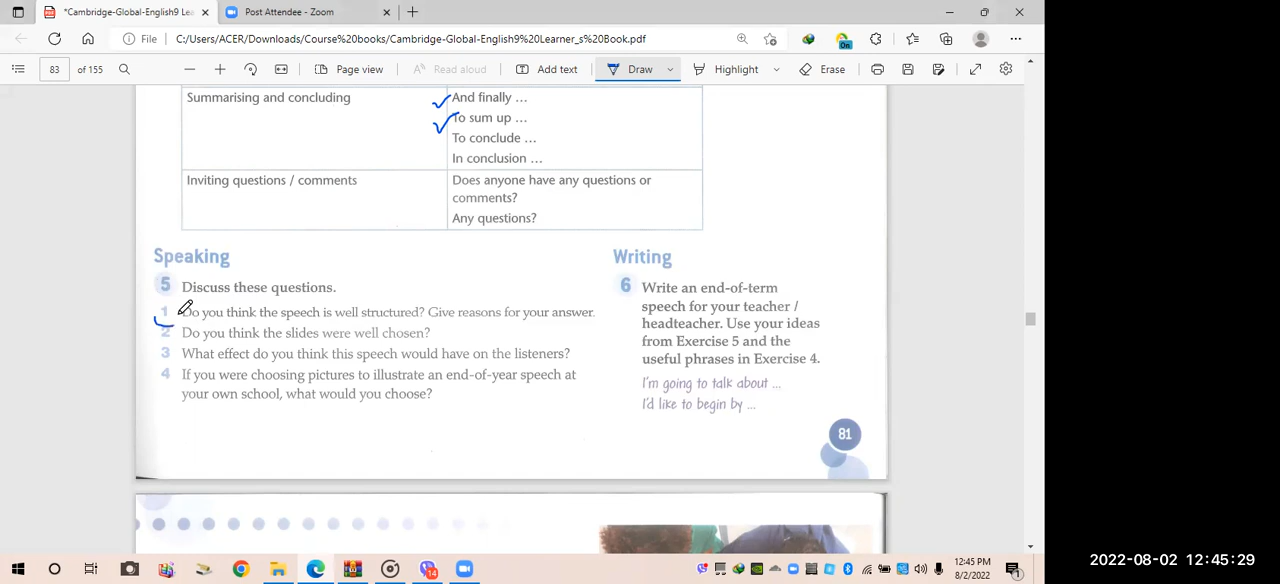 *Cambridge-Global-English9 Lea
Post Attendee - Zoom
File
C:/Users/ACER/Downloads/Course%20books/Cambridge-Global-English9%20Learner_s%20Book.pdf
On
83 of 155
Page view
Read aloud
Add text
Draw
Highlight
Erase
Summarising and concluding
And finally ...
To sum up ...
To conclude ...
In conclusion ...
Inviting questions / comments
Does anyone have any questions or
comments?
Any questions?
Speaking
5 Discuss these questions.
1 Do you think the speech is well structured? Give reasons for your answer.
2 Do you think the slides were well chosen?
3 What effect do you think this speech would have on the listeners?
4 If you were choosing pictures to illustrate an end-of-year speech at
your own school, what would you choose?
Writing
6 Write an end-of-term
speech for your teacher /
headteacher. Use your ideas
from Exercise 5 and the
useful phrases in Exercise 4.
I'm going to talk about ...
I'd like to begin by ...
81
14
12:45 PM
8/2/2022
1
2022-08-02 12:45:29